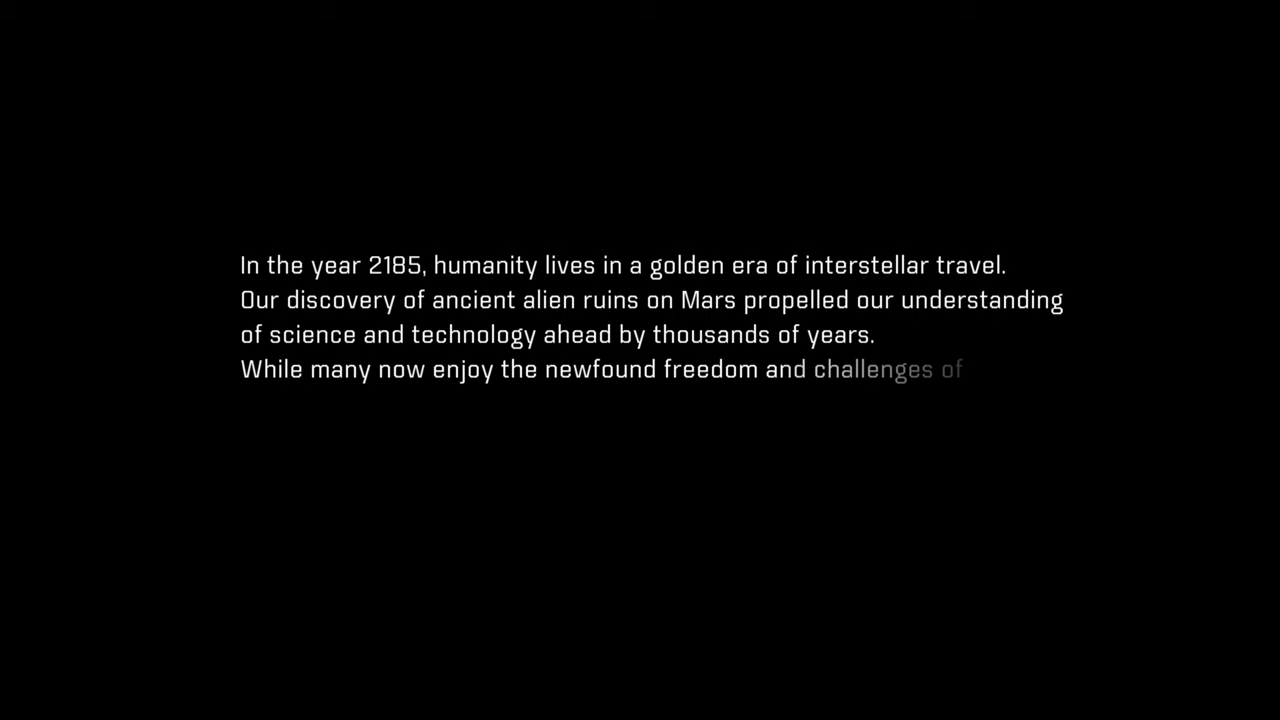 In the year 2185, humanity lives in a golden era of interstellar travel.
Our discovery of ancient alien ruins on Mars propelled our understanding
of science and technology ahead by thousands of years.
While many now enjoy the newfound freedom and challenges of